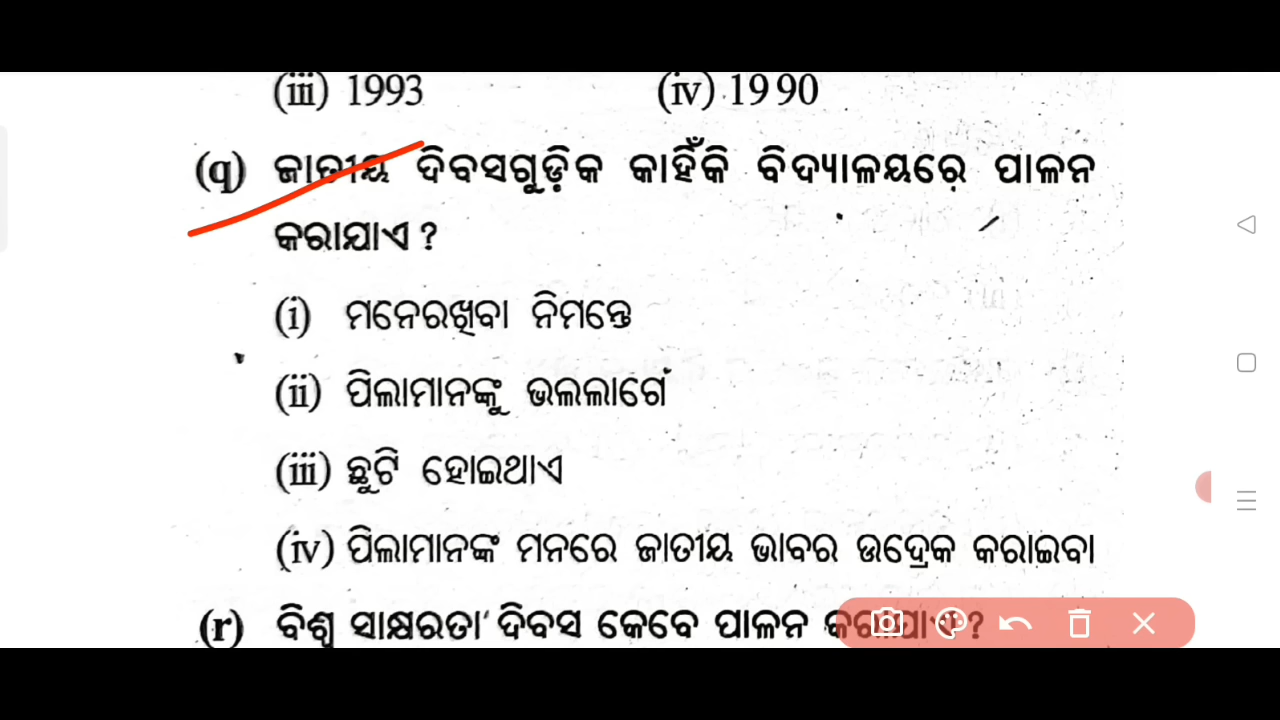 (iii) 1993 (iv) 1990
(q) ଜାତୀୟ ଦିବସଗୁଡ଼ିକ କାହିଁକି ବିଦ୍ୟାଳୟରେ ପାଳନ
କରାଯାଏ ?
(i) ମନେରଖିବା ନିମନ୍ତେ
(ii) ପିଲାମାନଙ୍କୁ ଭଲଲାଗେ
(iii) ଛୁଟି ହୋଇଥାଏ
(iv) ପିଲାମାନଙ୍କ ମନରେ ଜାତୀୟ ଭାବର ଉଦ୍ରେକ କରାଇବା
(r) ବିଶ୍ୱ ସାକ୍ଷରତା ଦିବସ କେବେ ପାଳନ କରାଯାଏ ?